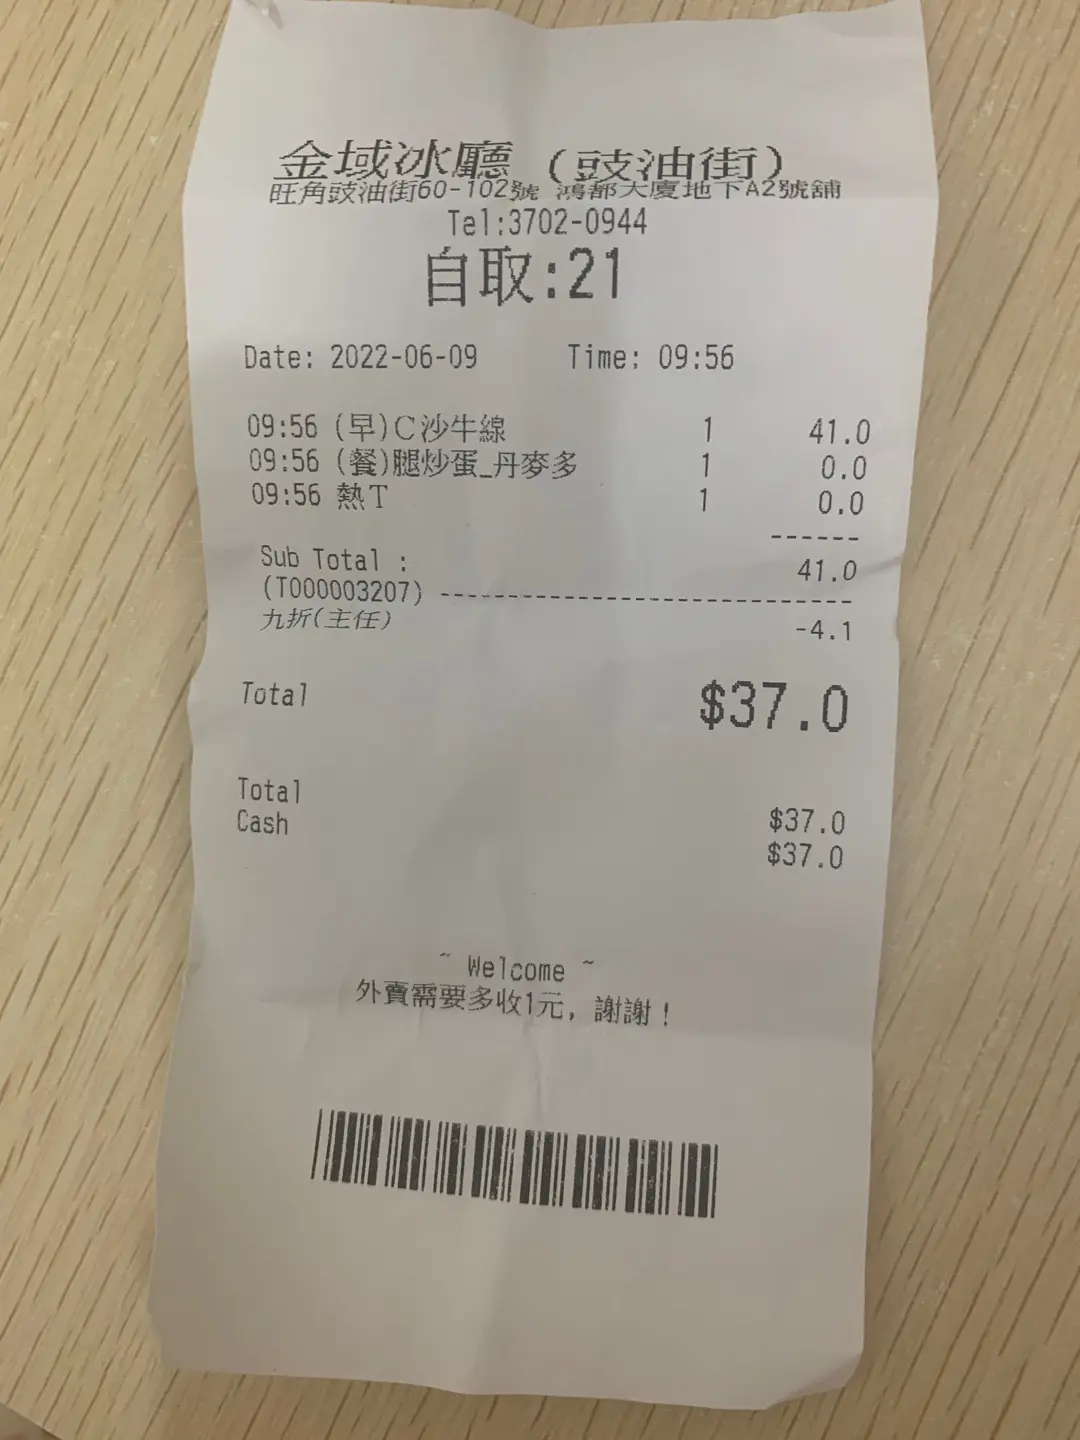 金域冰廳 (豉油街)
旺角豉油街60-102號 鴻都大廈地下A2號舖
Tel:3702-0944
自取:21
Date: 2022-06-09 Time: 09:56
09:56 (早)C沙牛線 1 41.0
09:56 (餐)腿炒蛋_丹麥多 1 0.0
09:56 熱T 1 0.0
------
Sub Total : 41.0
(T000003207) -------------------------------
九折(主任) -4.1
Total $37.0
Total $37.0
Cash $37.0
~ Welcome ~
外賣需要多收1元, 謝謝!